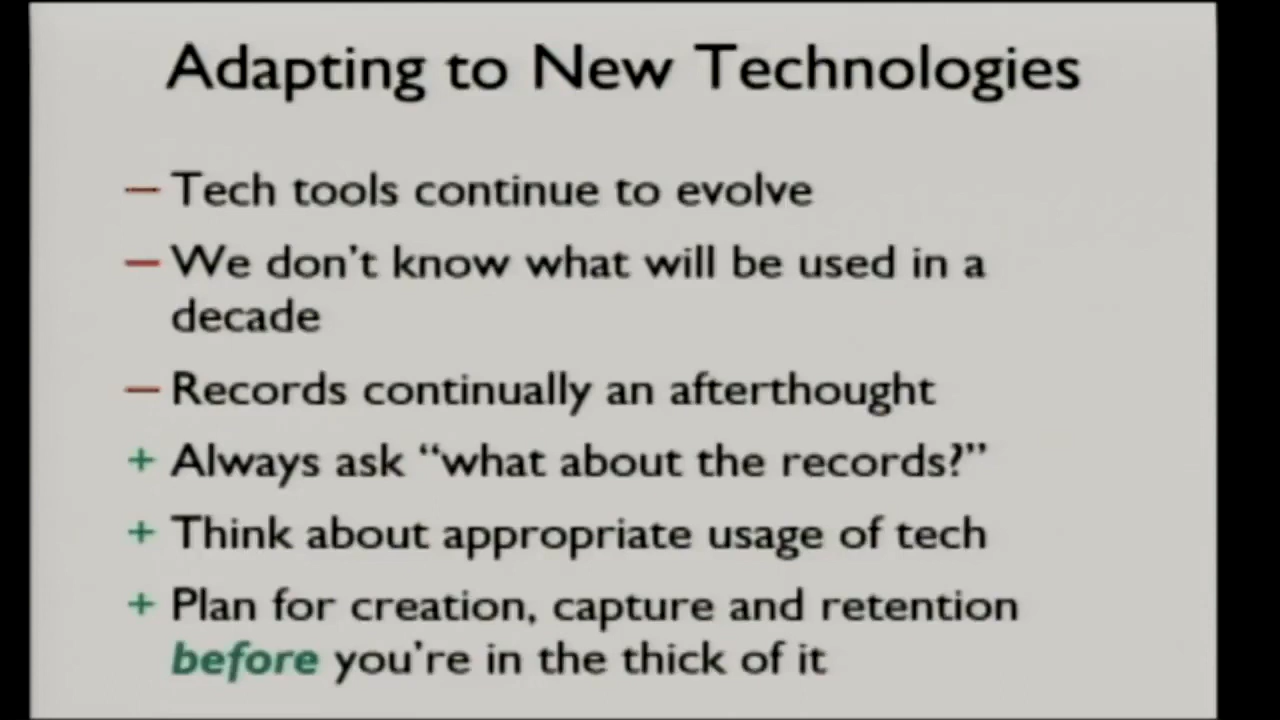 Adapting to New Technologies
— Tech tools continue to evolve
— We don't know what will be used in a
decade
— Records continually an afterthought
+ Always ask “what about the records?”
+ Think about appropriate usage of tech
+ Plan for creation, capture and retention
before you're in the thick of it